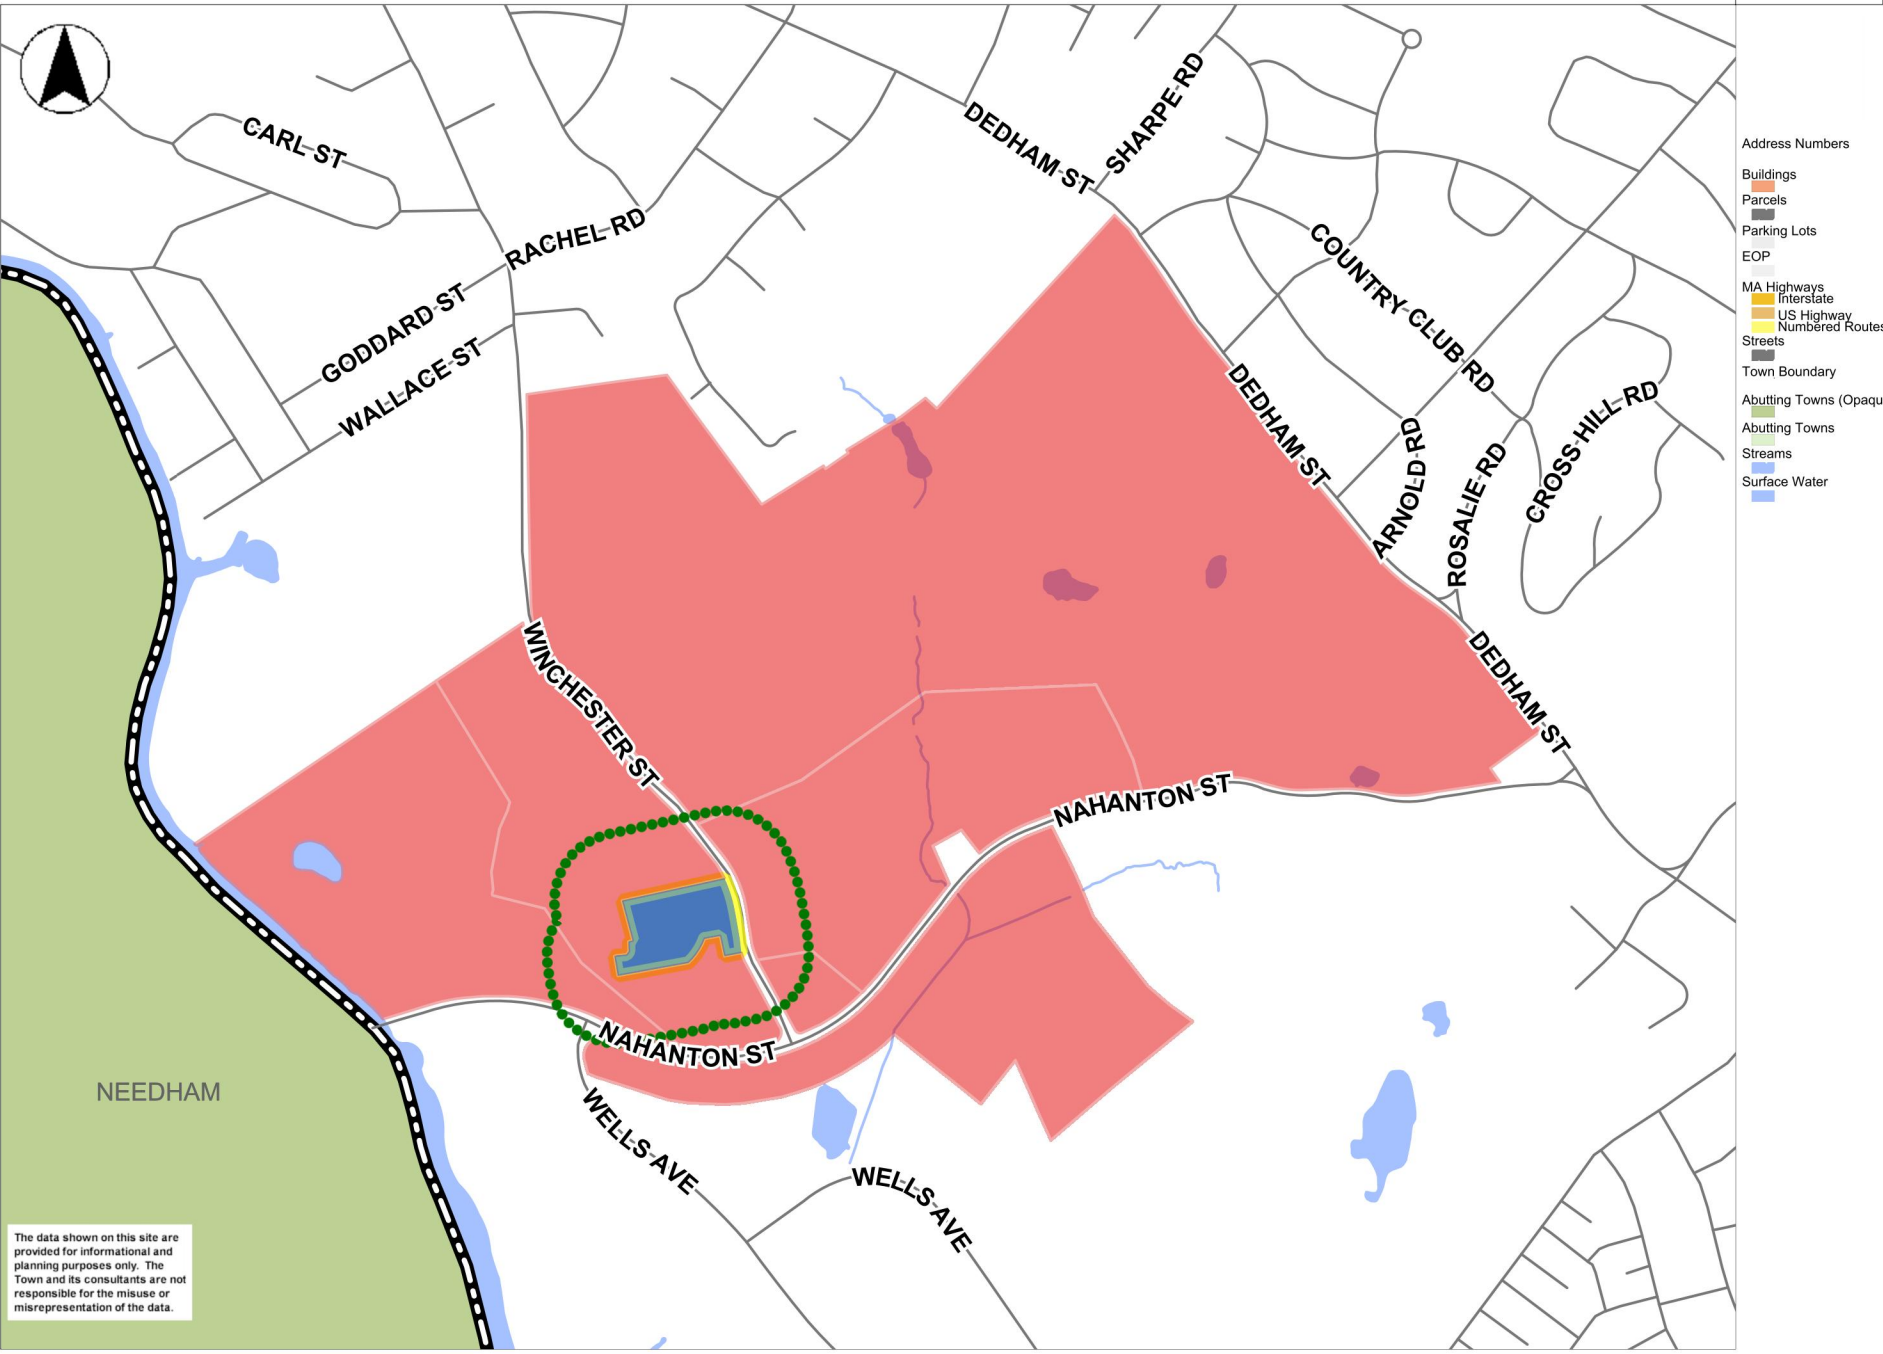 CARL ST
RACHEL RD
GODDARD ST
WALLACE ST
DEDHAM ST
SHARPE RD
COUNTRY CLUB RD
DEDHAM ST
ARNOLD RD
ROSALIE RD
CROSS HILL RD
DEDHAM ST
WINCHESTER ST
NAHANTON ST
NAHANTON ST
WELLS AVE
WELLS AVE
NEEDHAM
The data shown on this site are
provided for informational and
planning purposes only. The
Town and its consultants are not
responsible for the misuse or
misrepresentation of the data.
Address Numbers
Buildings
Parcels
Parking Lots
EOP
MA Highways
Interstate
US Highway
Numbered Routes
Streets
Town Boundary
Abutting Towns (Opaqu
Abutting Towns
Streams
Surface Water